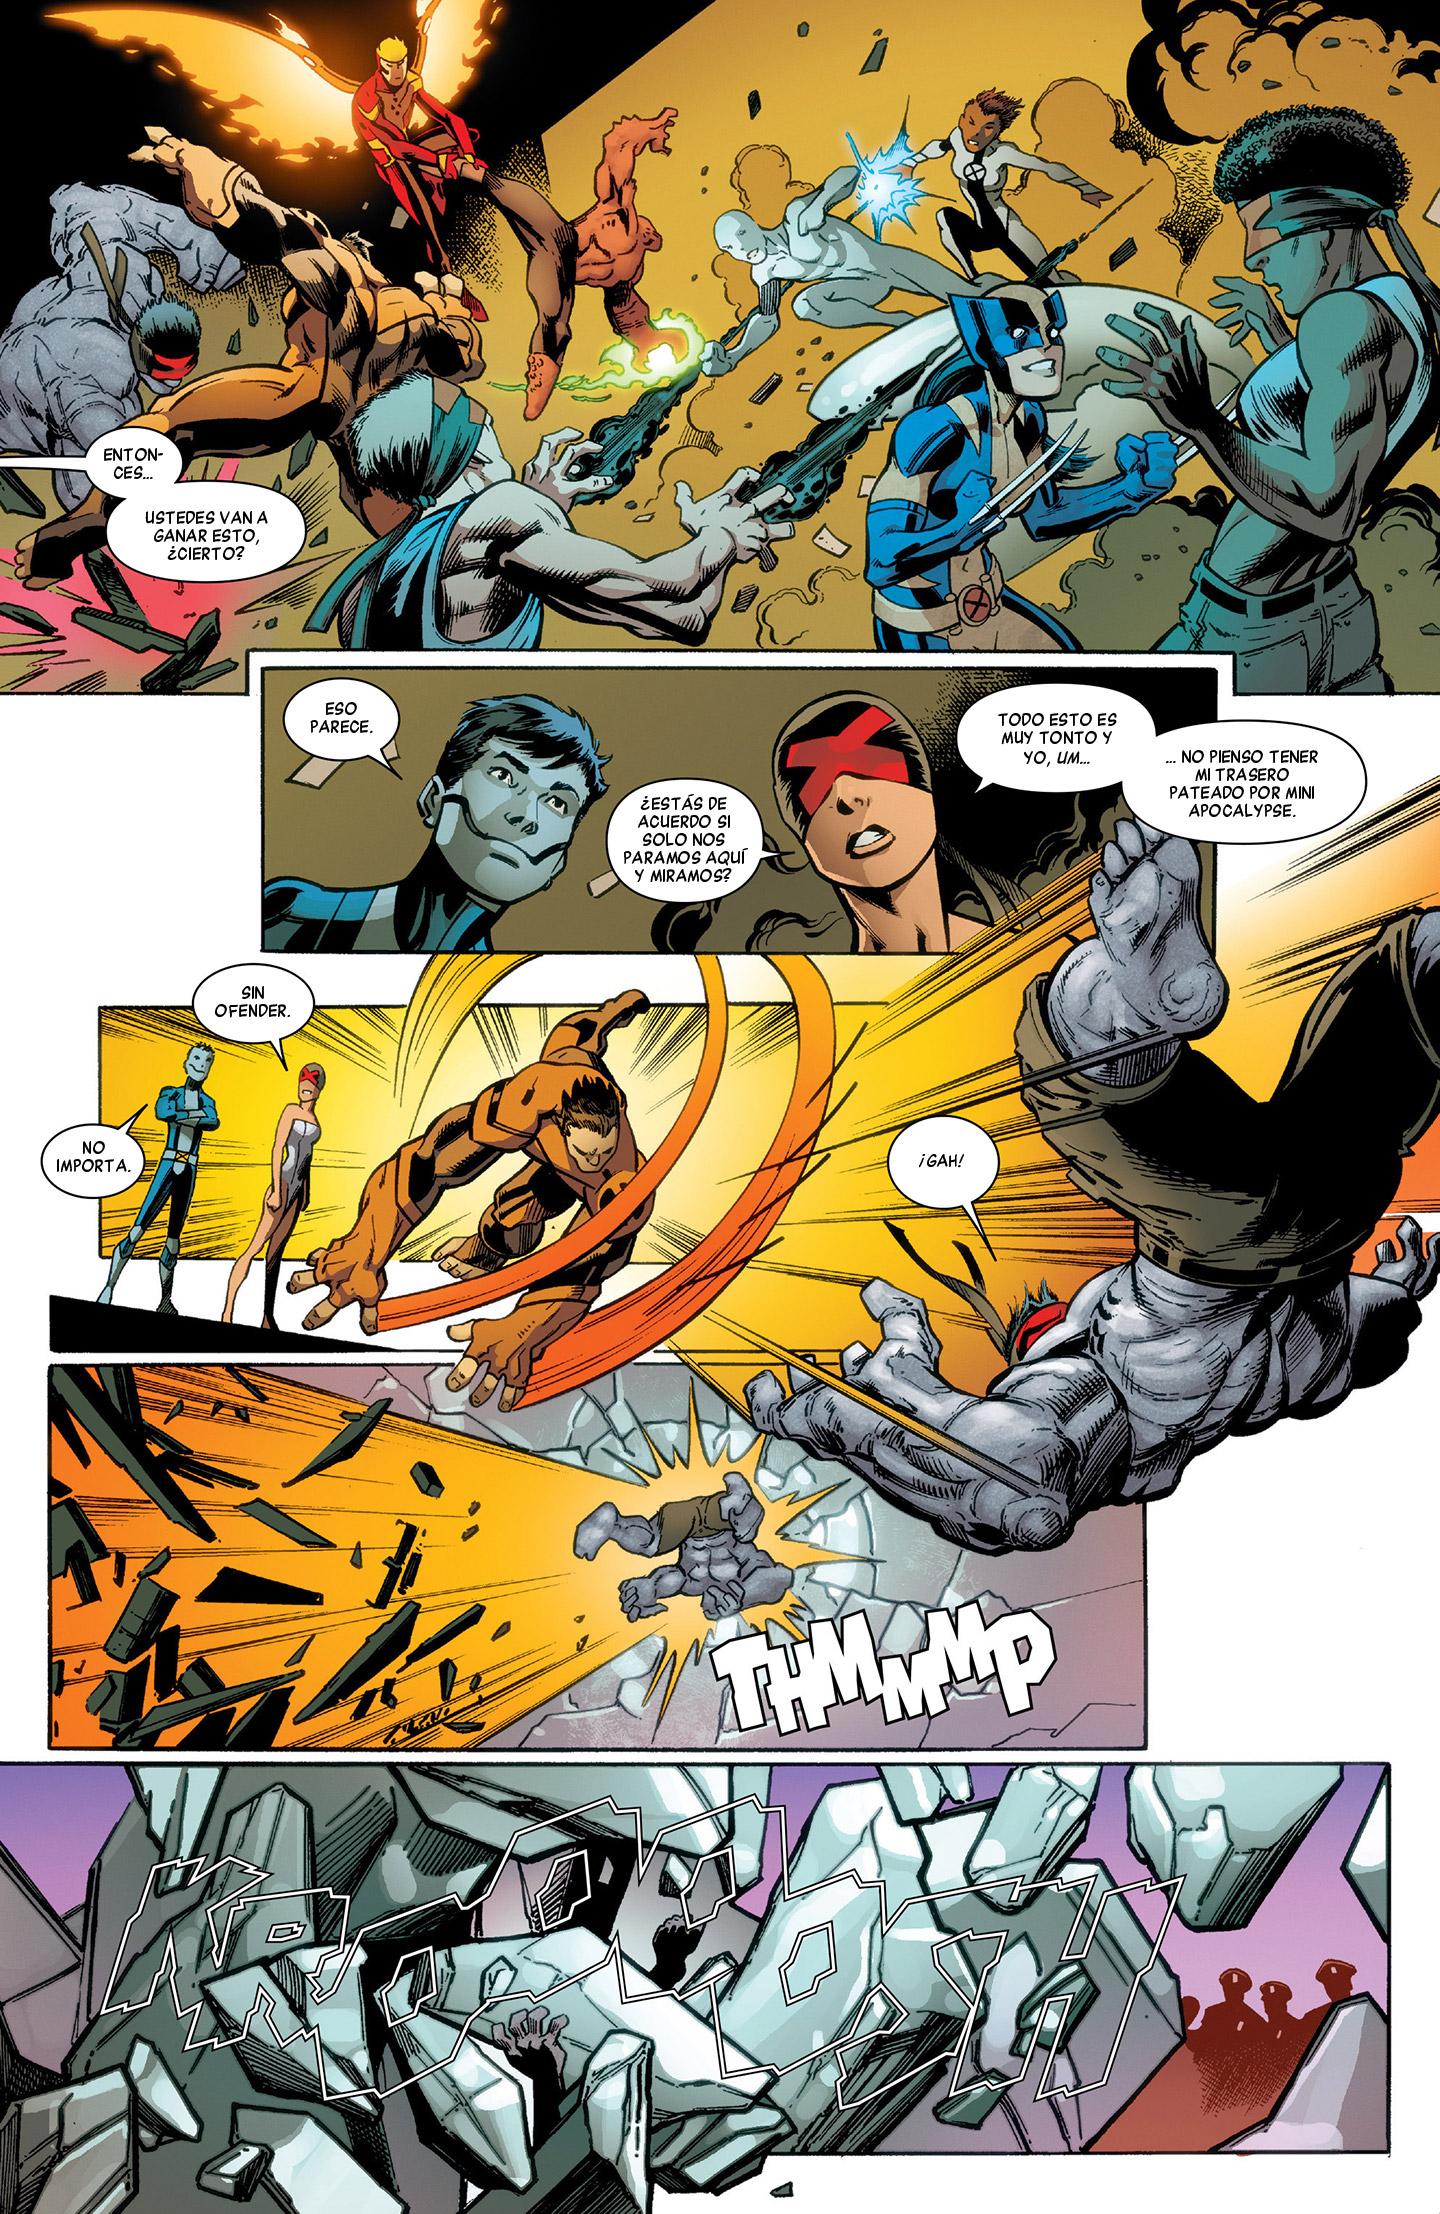 ENTON-
CES...
USTEDES VAN A
GANAR ESTO,
¿CIERTO?
ESO
PARECE.
¿ESTÁS DE
ACUERDO SI
SOLO NOS
PARAMOS AQUÍ
Y MIRAMOS?
TODO ESTO ES
MUY TONTO Y
YO, UM...
... NO PIENSO TENER
MI TRASERO
PATEADO POR MINI
APOCALYPSE.
SIN
OFENDER.
NO
IMPORTA.
¡GAH!
THMMMP
KROOOOSH